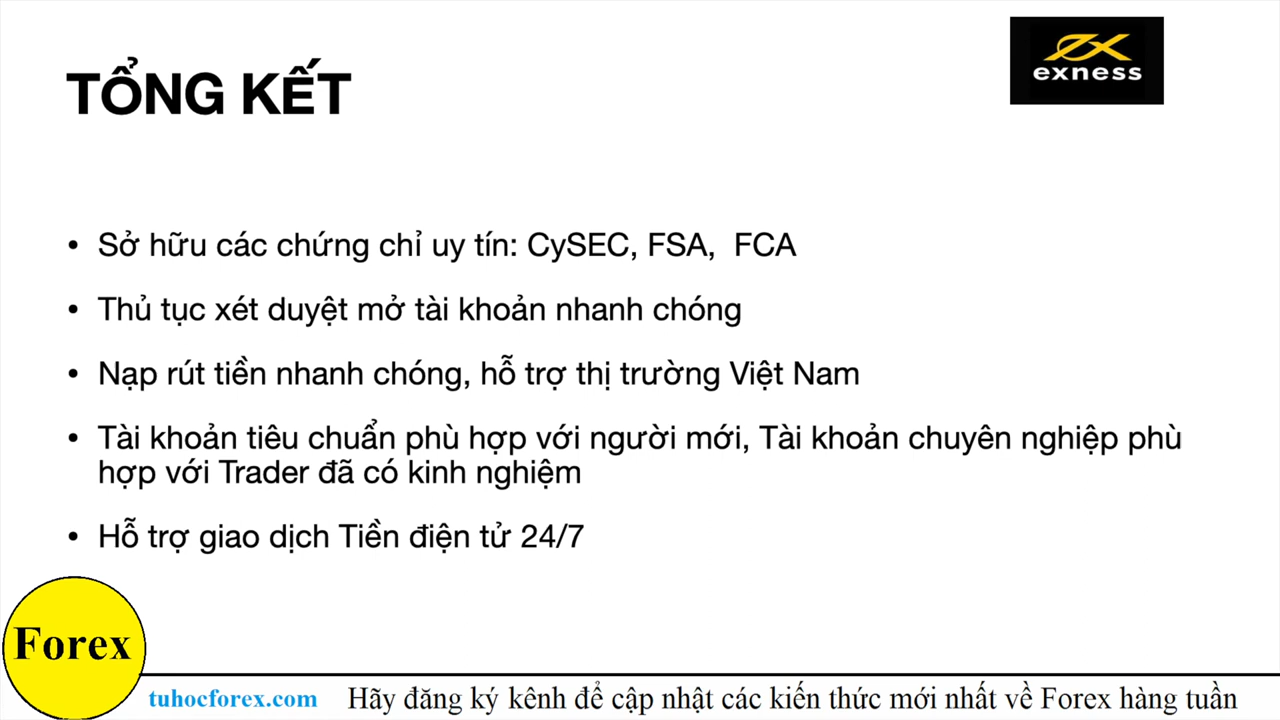 exness
TỔNG KẾT
• Sở hữu các chứng chỉ uy tín: CySEC, FSA,  FCA
• Thủ tục xét duyệt mở tài khoản nhanh chóng
• Nạp rút tiền nhanh chóng, hỗ trợ thị trường Việt Nam
• Tài khoản tiêu chuẩn phù hợp với người mới, Tài khoản chuyên nghiệp phù
hợp với Trader đã có kinh nghiệm
• Hỗ trợ giao dịch Tiền điện tử 24/7
Forex
tuhocforex.com Hãy đăng ký kênh để cập nhật các kiến thức mới nhất về Forex hàng tuần